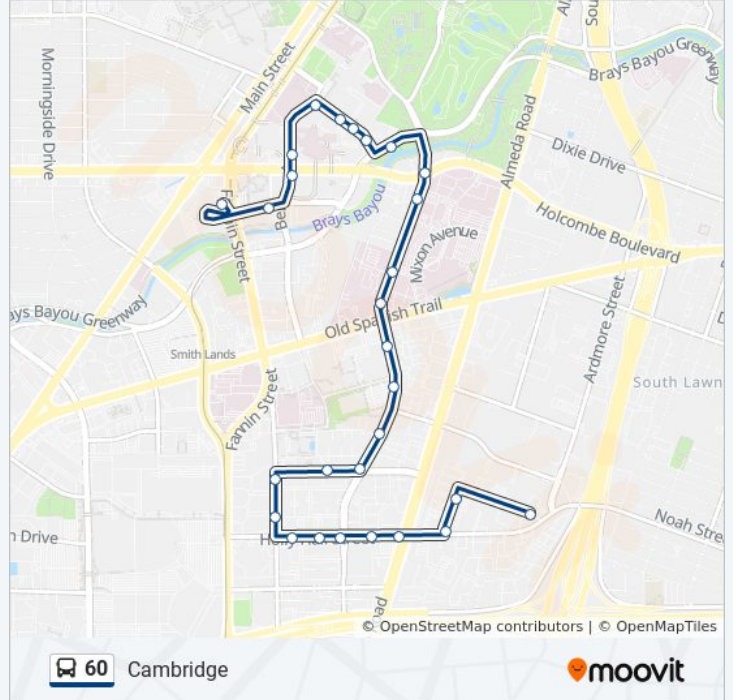 Main Street
Morningside Drive
Brays Bayou Greenway
Almeda Road
Dixie Drive
Brays Bayou
Holcombe Boulevard
Mixon Avenue
ays Bayou Greenway
Old Spanish Trail
Smith Lands
Ardmore Street
South Lawn
Fannin Street
n Drive
Noah Stre
© OpenStreetMap contributors | © OpenMapTiles
60 Cambridge
moovit